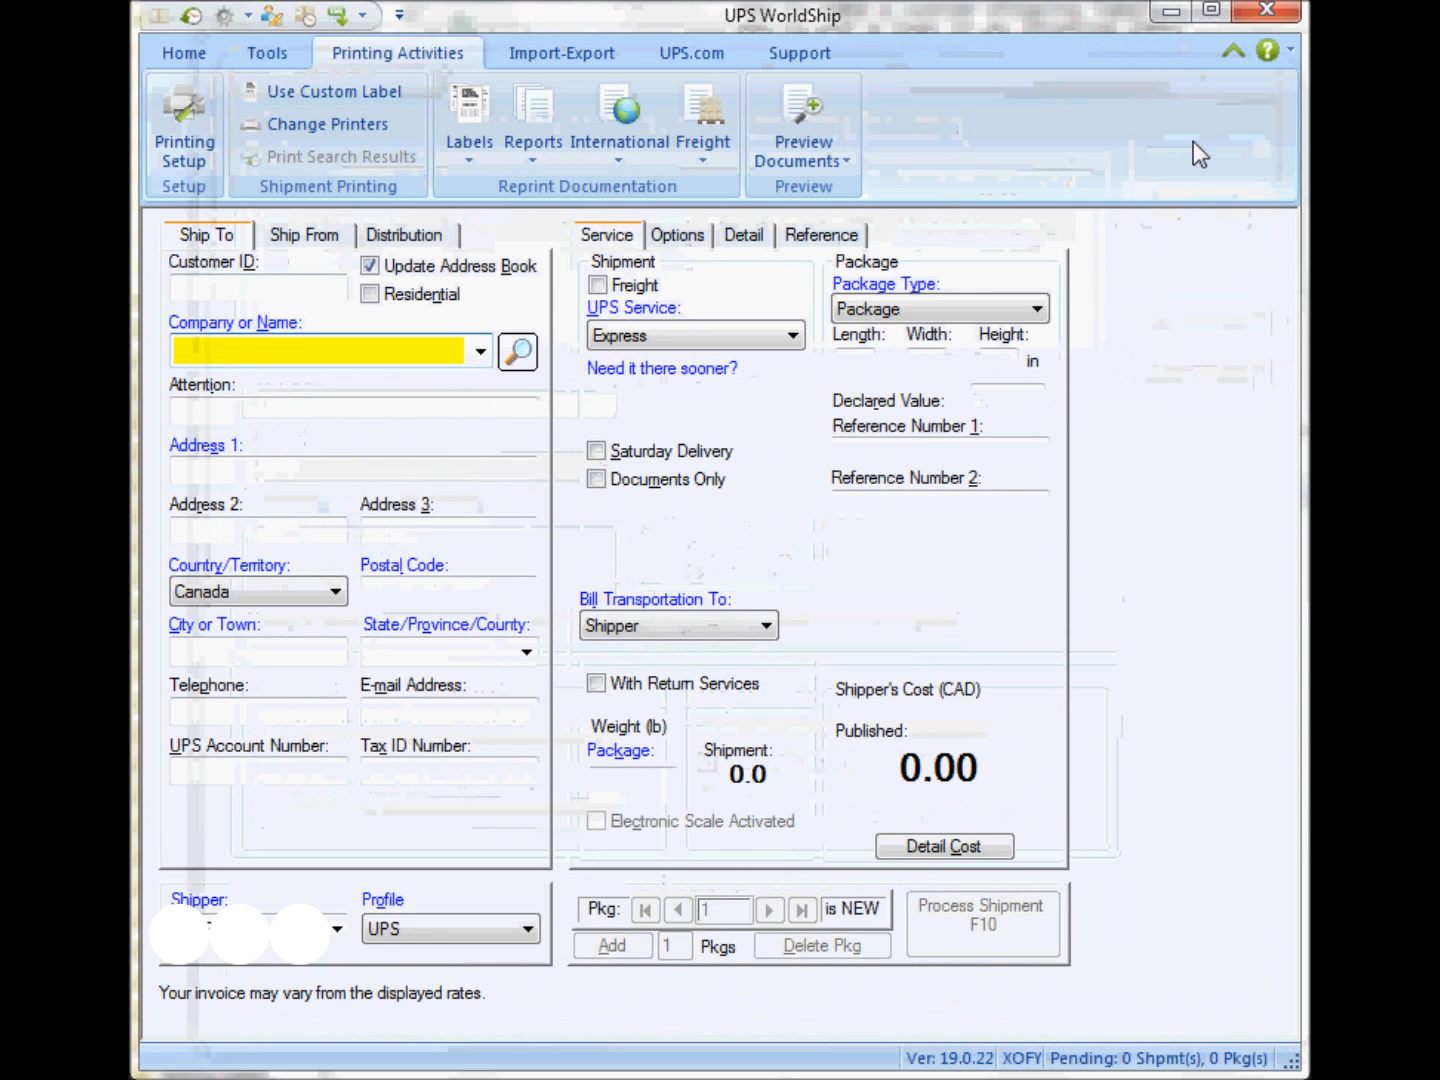 UPS WorldShip
Home Tools Printing Activities Import-Export UPS.com Support
Printing Setup
Use Custom Label
Change Printers
Print Search Results
Labels Reports International Freight
Preview Documents
Setup Shipment Printing Reprint Documentation Preview
Ship To Ship From Distribution
Customer ID:
Update Address Book
Residential
Company or Name:
Attention:
Address 1:
Address 2: Address 3:
Country/Territory: Postal Code:
Canada
City or Town: State/Province/County:
Telephone: E-mail Address:
UPS Account Number: Tax ID Number:
Shipper: Profile
UPS
Service Options Detail Reference
Shipment
Freight
UPS Service:
Express
Need it there sooner?
Saturday Delivery
Documents Only
Package
Package Type:
Package
Length: Width: Height:
in
Declared Value:
Reference Number 1:
Reference Number 2:
Bill Transportation To:
Shipper
With Return Services
Weight (lb)
Package: Shipment:
0.0
Electronic Scale Activated
Shipper's Cost (CAD)
Published:
0.00
Detail Cost
Pkg: 1 is NEW
Add 1 Pkgs Delete Pkg
Process Shipment
F10
Your invoice may vary from the displayed rates.
Ver: 19.0.22 XOFY Pending: 0 Shpmt(s), 0 Pkg(s)